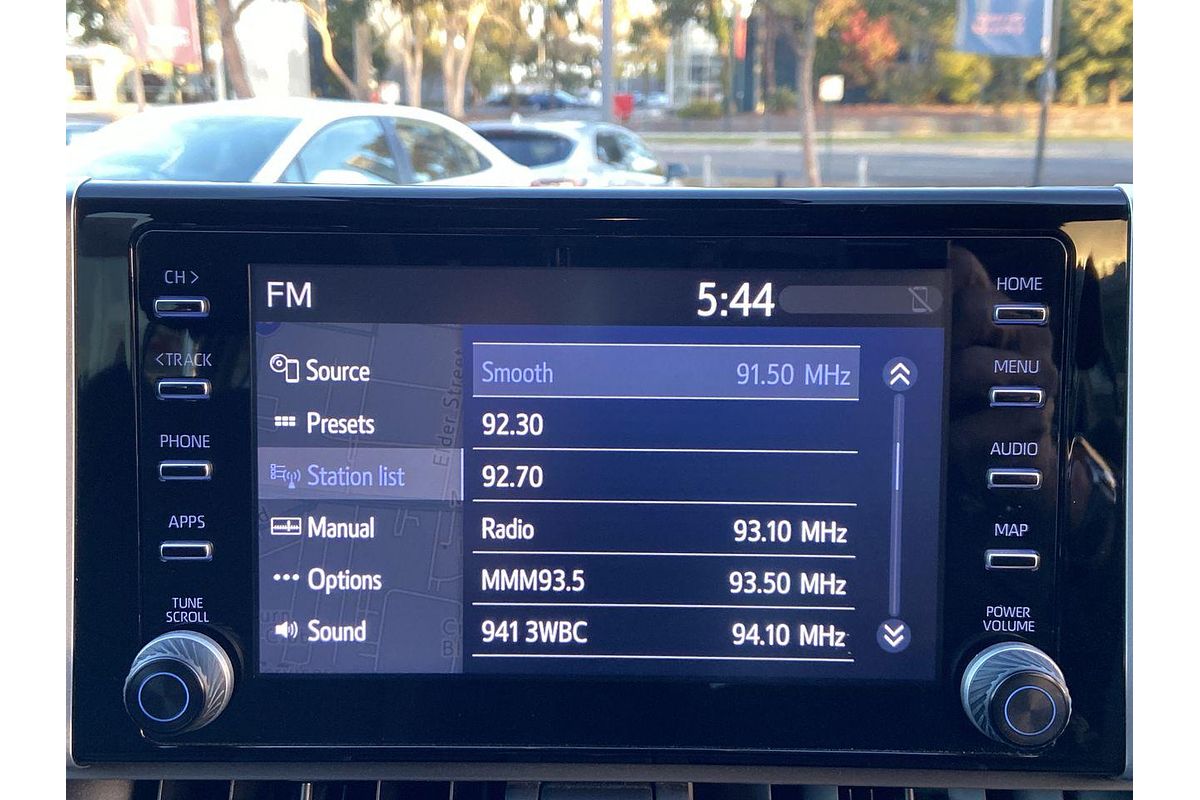 CH >
<TRACK
PHONE
APPS
TUNE
SCROLL
FM
5:44
Source
Presets
Station list
Manual
Options
Sound
Elder Street
Smooth 91.50 MHz
92.30
92.70
Radio 93.10 MHz
MMM93.5 93.50 MHz
941 3WBC 94.10 MHz
HOME
MENU
AUDIO
MAP
POWER
VOLUME